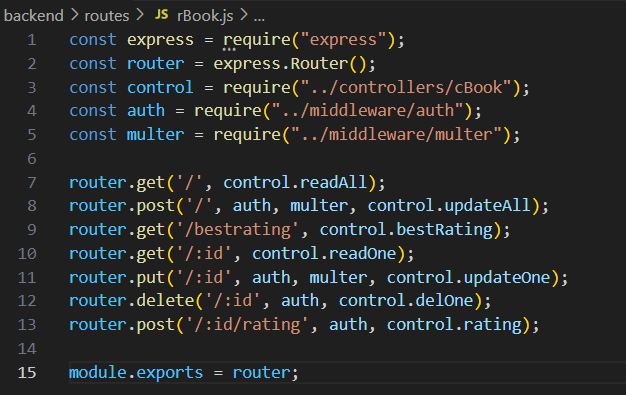 backend > routes > JS rBook.js > ...
1 const express = require("express");
2 const router = express.Router();
3 const control = require("../controllers/cBook");
4 const auth = require("../middleware/auth");
5 const multer = require("../middleware/multer");
6
7 router.get('/', control.readAll);
8 router.post('/', auth, multer, control.updateAll);
9 router.get('/bestrating', control.bestRating);
10 router.get('/:id', control.readOne);
11 router.put('/:id', auth, multer, control.updateOne);
12 router.delete('/:id', auth, control.delOne);
13 router.post('/:id/rating', auth, control.rating);
14
15 module.exports = router;